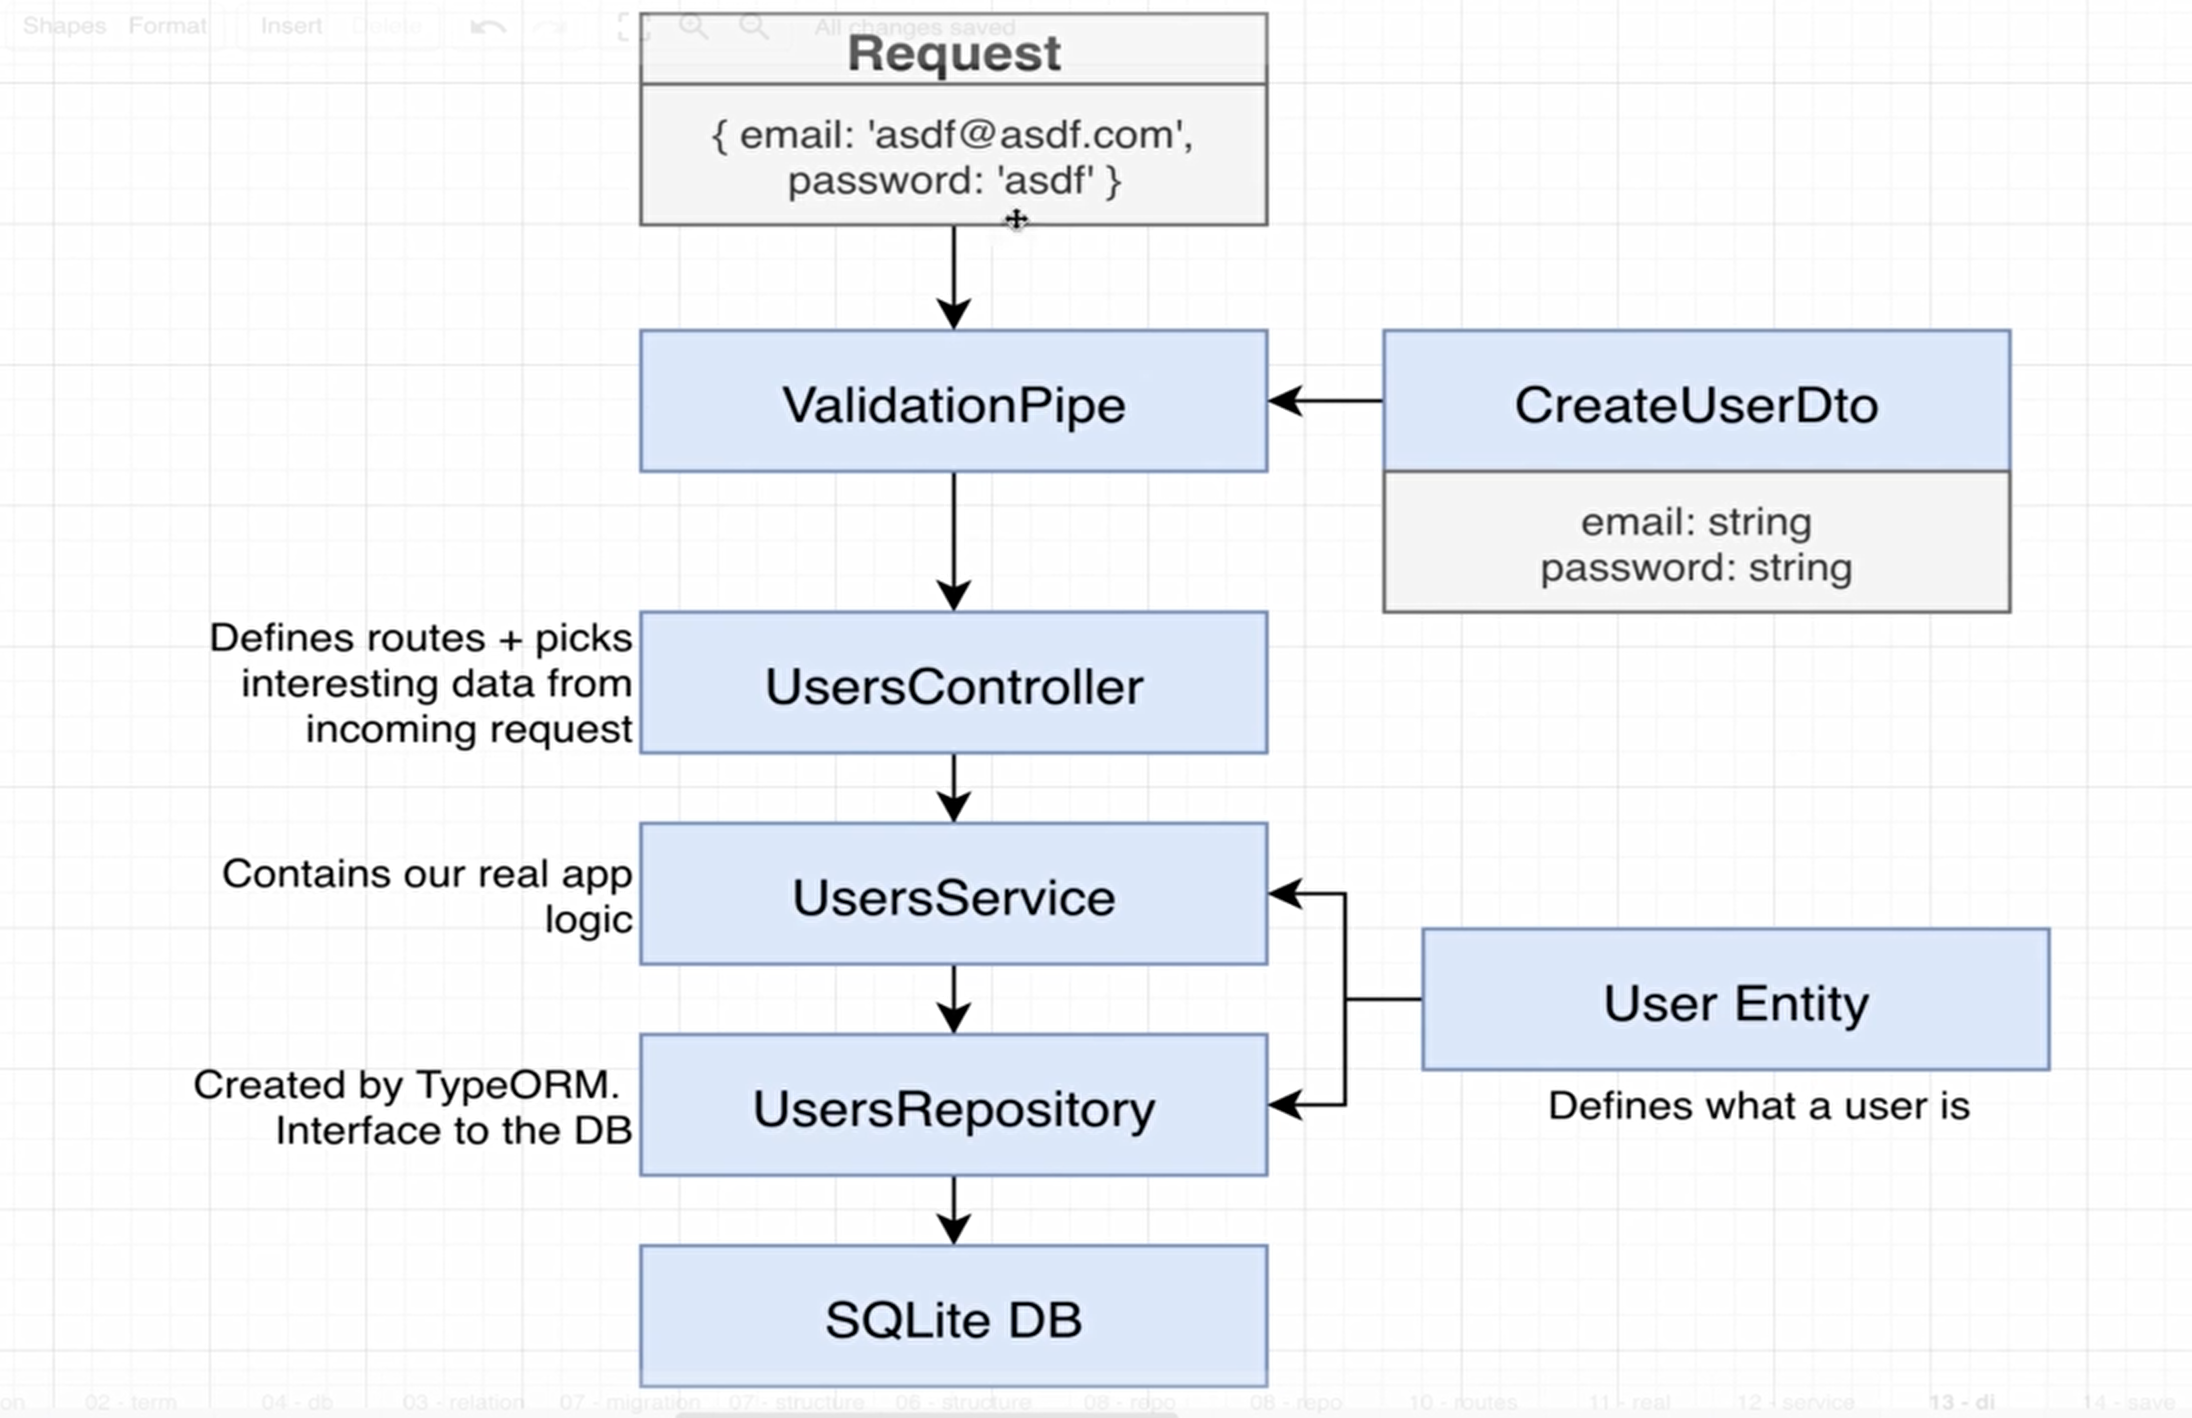 Shapes Format Insert Delete All changes saved
Request
{ email: 'asdf@asdf.com',
password: 'asdf' }
ValidationPipe
CreateUserDto
email: string
password: string
Defines routes + picks
interesting data from
incoming request
UsersController
Contains our real app
logic
UsersService
User Entity
Defines what a user is
Created by TypeORM.
Interface to the DB
UsersRepository
SQLite DB
on 02 - term 04 - db 03 - relation 07 - migration 07 - structure 06 - structure 08 - repo 08 - repo 10 - routes 11 - real 12 - service 13 - di 14 - save